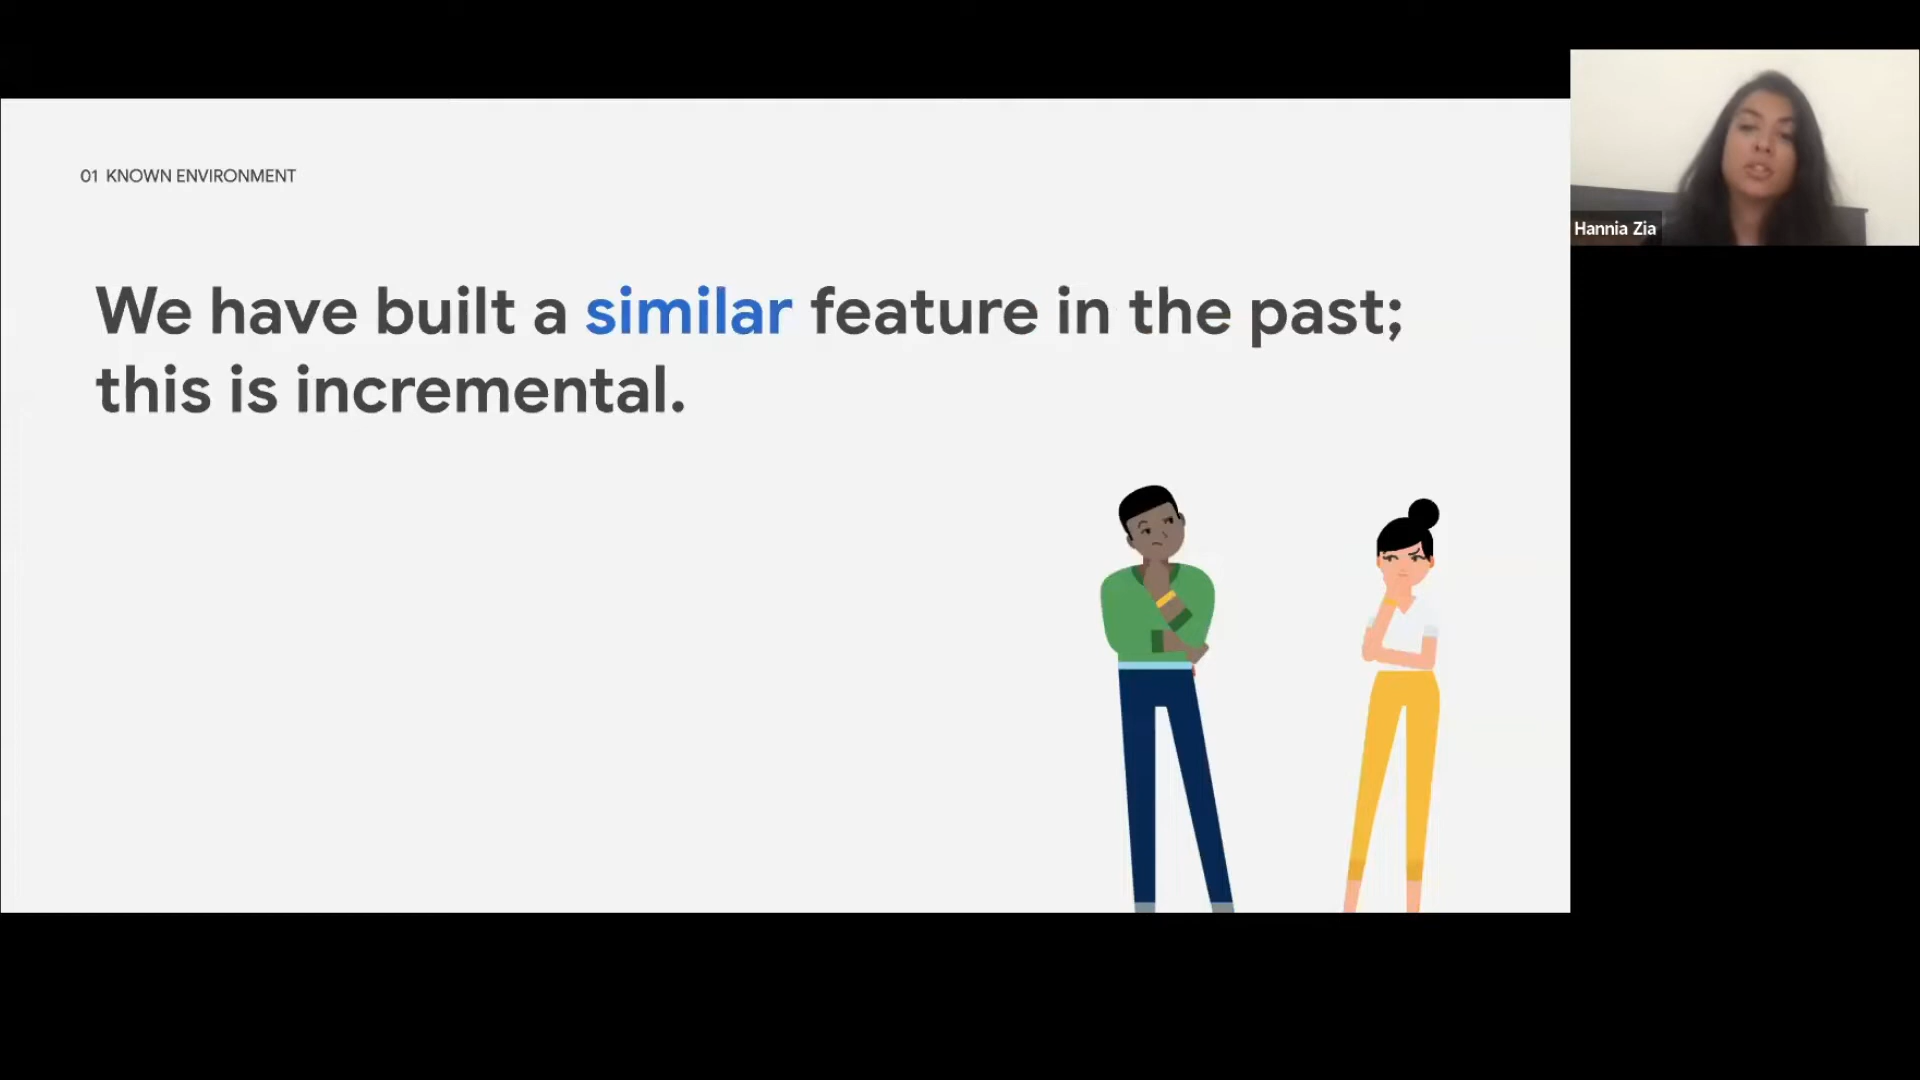 01 KNOWN ENVIRONMENT
We have built a similar feature in the past;
this is incremental.
Hannia Zia